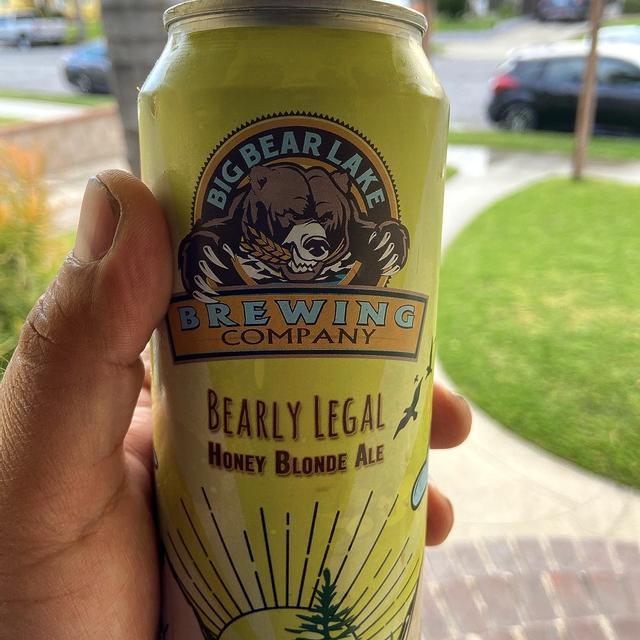 BIG BEAR LAKE
BREWING
COMPANY
BEARLY LEGAL
HONEY BLONDE ALE